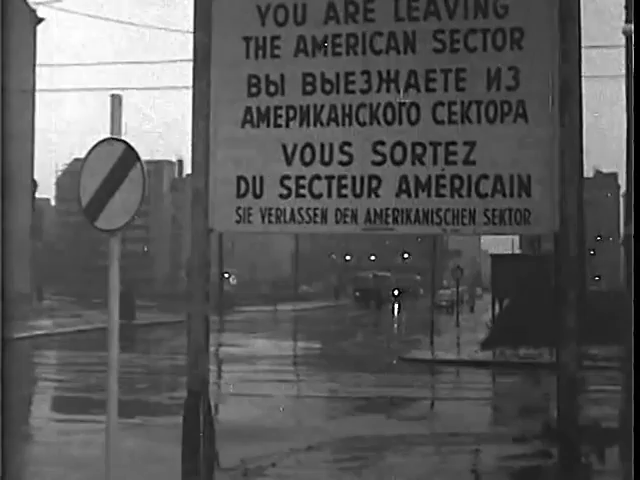 YOU ARE LEAVING
THE AMERICAN SECTOR
ВЫ ВЫЕЗЖАЕТЕ ИЗ
АМЕРИКАНСКОГО СЕКТОРА
VOUS SORTEZ
DU SECTEUR AMÉRICAIN
SIE VERLASSEN DEN AMERIKANISCHEN SEKTOR